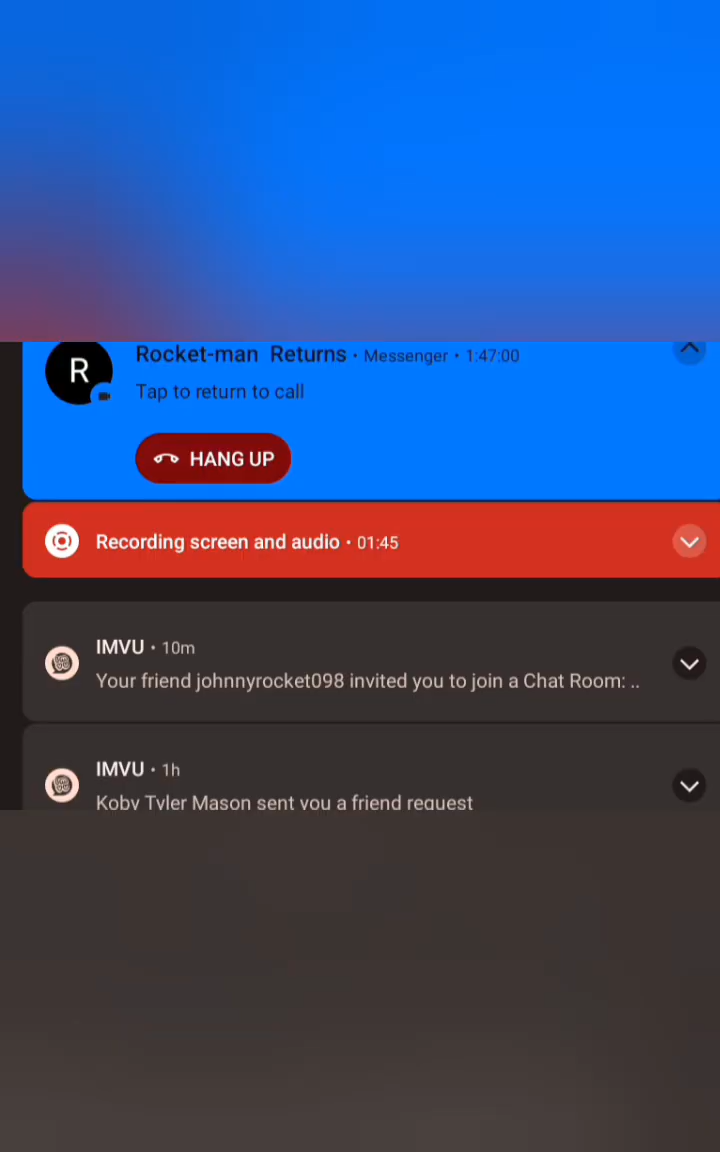 R
Rocket-man Returns • Messenger • 1:47:00
Tap to return to call
HANG UP
Recording screen and audio • 01:45
IMVU • 10m
Your friend johnnyrocket098 invited you to join a Chat Room: ..
IMVU • 1h
Koby Tyler Mason sent you a friend request